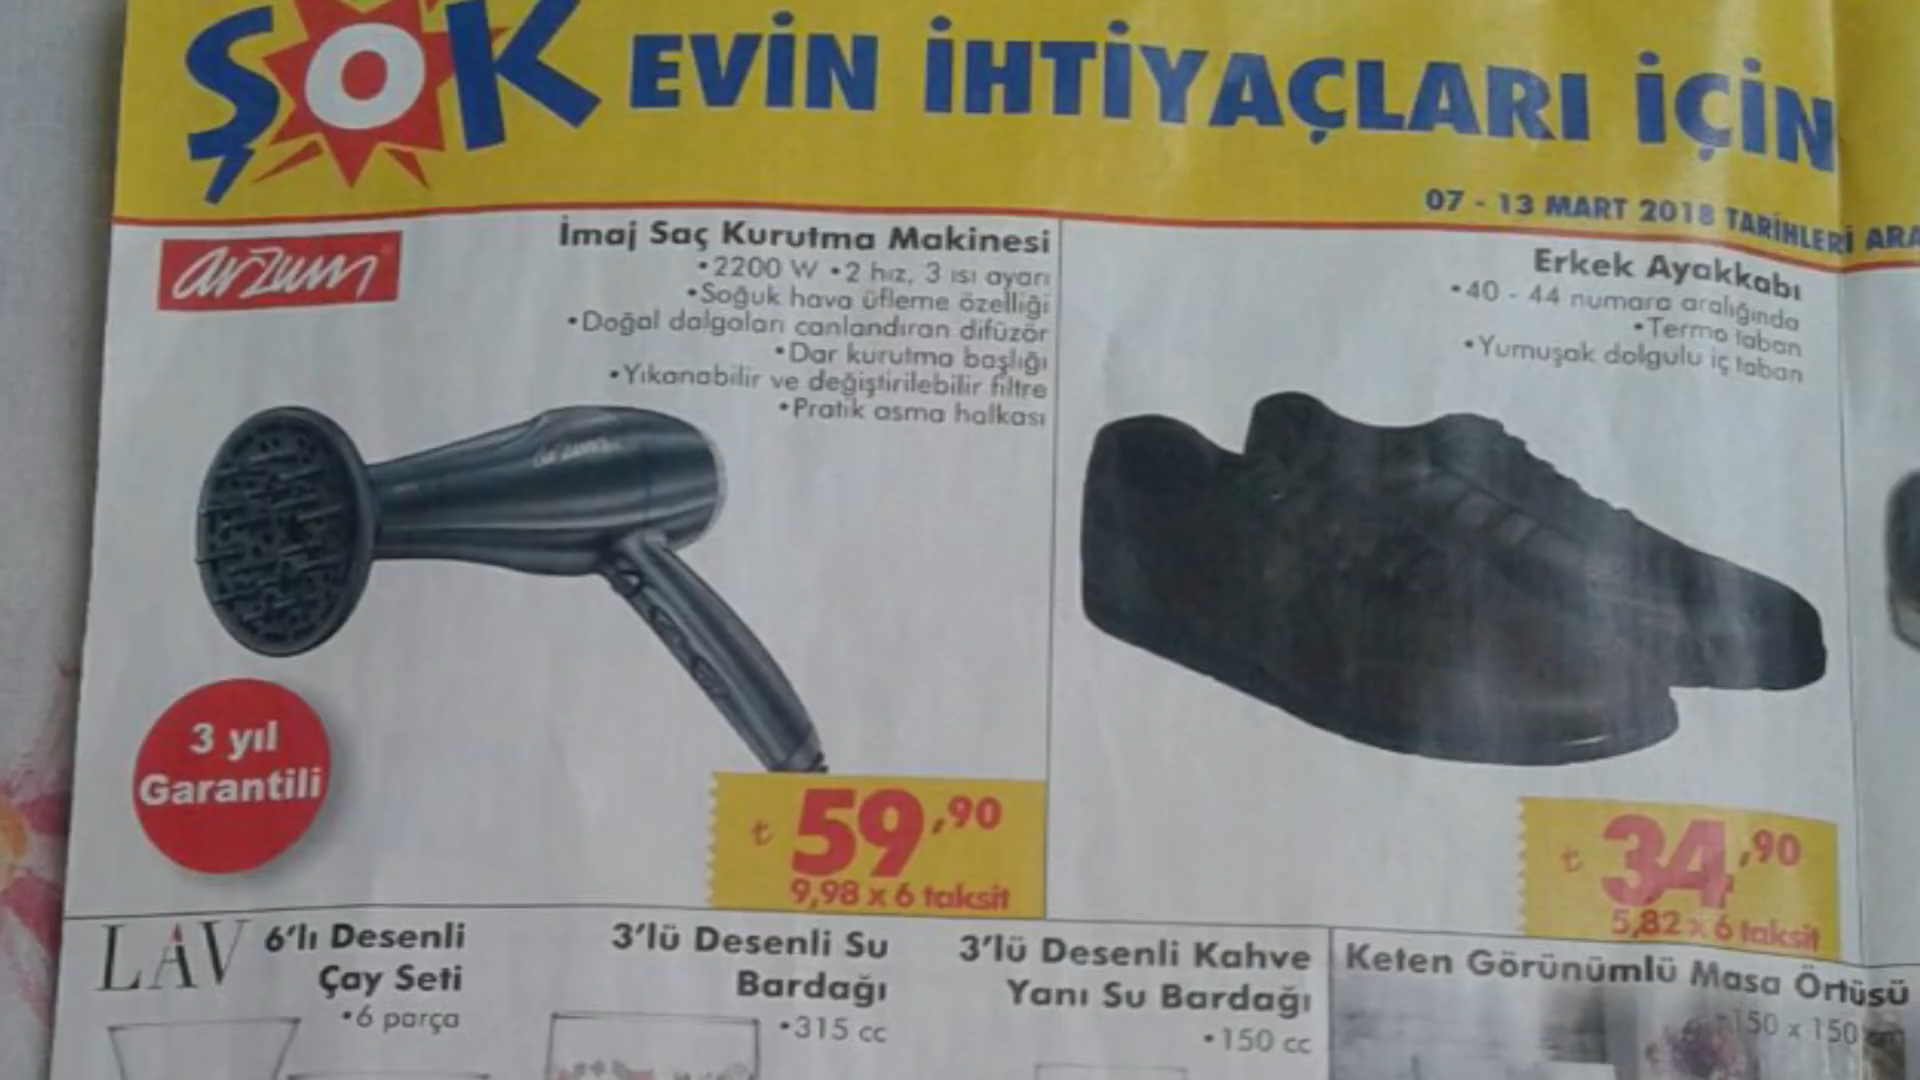 ŞOK EVİN İHTİYAÇLARI İÇİN
07 - 13 MART 2018 TARİHLERİ ARA
arzum
İmaj Saç Kurutma Makinesi
•2200 W •2 hız, 3 ısı ayarı
•Soğuk hava üfleme özelliği
•Doğal dalgaları canlandıran difüzör
•Dar kurutma başlığı
•Yıkanabilir ve değiştirilebilir filtre
•Pratik asma halkası
arzum
3 yıl
Garantili
₺ 59,90
9,98 x 6 taksit
Erkek Ayakkabı
•40 - 44 numara aralığında
•Termo taban
•Yumuşak dolgulu iç taban
₺ 34,90
5,82 x 6 taksit
LAV
6'lı Desenli
Çay Seti
•6 parça
3'lü Desenli Su
Bardağı
•315 cc
3'lü Desenli Kahve
Yanı Su Bardağı
•150 cc
Keten Görünümlü Masa Örtüsü
150 x 150